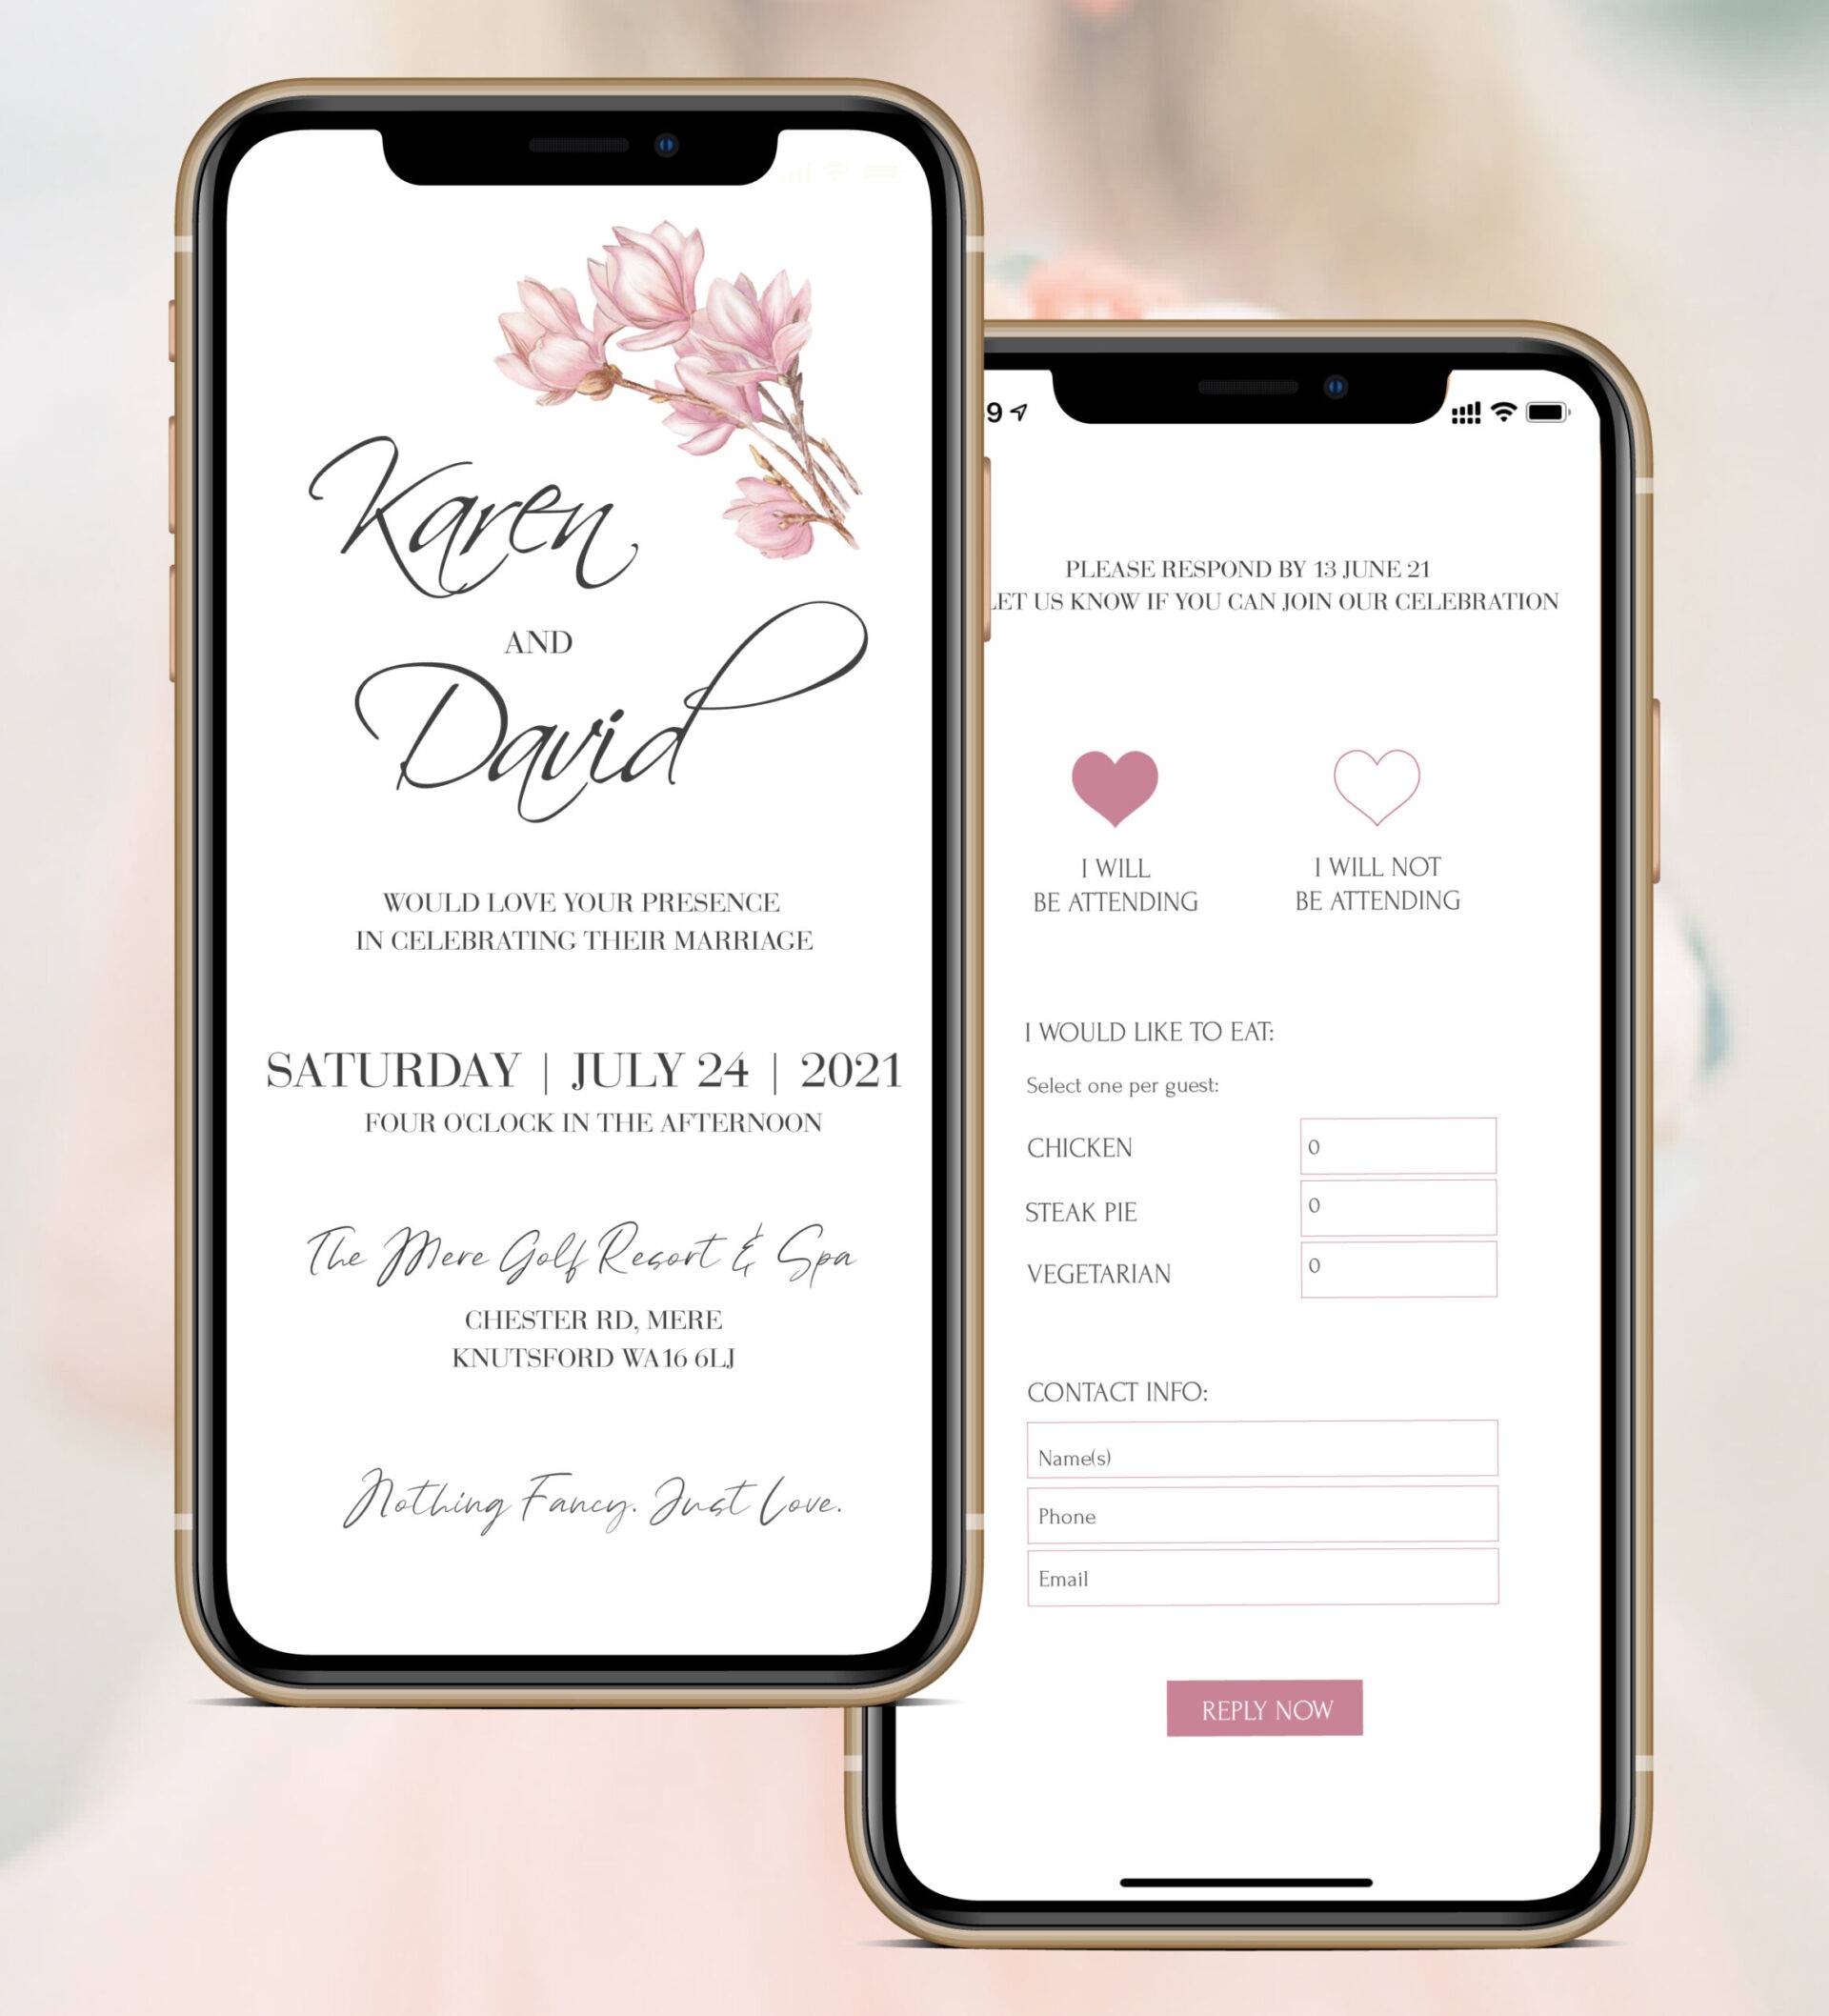 Karen
AND
David
WOULD LOVE YOUR PRESENCE
IN CELEBRATING THEIR MARRIAGE
SATURDAY | JULY 24 | 2021
FOUR O'CLOCK IN THE AFTERNOON
The Mere Golf Resort & Spa
CHESTER RD, MERE
KNUTSFORD WA16 6LJ
Nothing Fancy. Just Love.
9
PLEASE RESPOND BY 13 JUNE 21
LET US KNOW IF YOU CAN JOIN OUR CELEBRATION
I WILL
BE ATTENDING
I WILL NOT
BE ATTENDING
I WOULD LIKE TO EAT:
Select one per guest:
CHICKEN 0
STEAK PIE 0
VEGETARIAN 0
CONTACT INFO:
Name(s)
Phone
Email
REPLY NOW